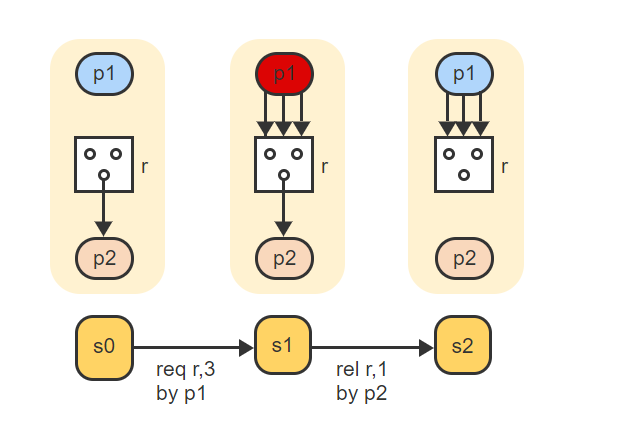 p1 p1 p1
r r r
p2 p2 p2
s0 s1 s2
req r,3 rel r,1
by p1 by p2